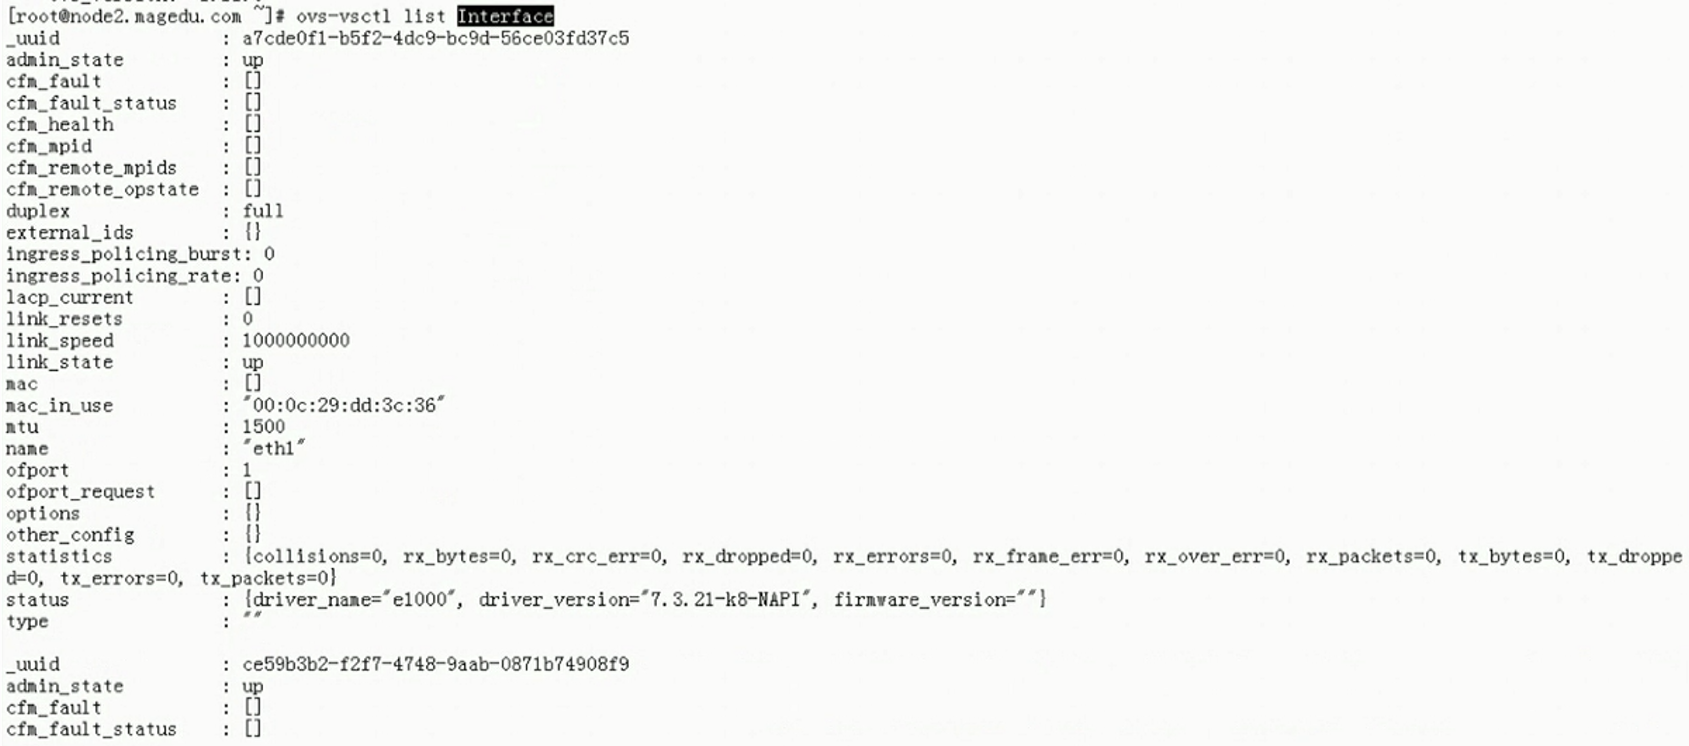 [root@node2.magedu.com ~]# ovs-vsctl list Interface
_uuid               : a7cde0f1-b5f2-4dc9-bc9d-56ce03fd37c5
admin_state         : up
cfm_fault           : []
cfm_fault_status    : []
cfm_health          : []
cfm_mpid            : []
cfm_remote_mpids    : []
cfm_remote_opstate  : []
duplex              : full
external_ids        : {}
ingress_policing_burst: 0
ingress_policing_rate: 0
lacp_current        : []
link_resets         : 0
link_speed          : 1000000000
link_state          : up
mac                 : []
mac_in_use          : "00:0c:29:dd:3c:36"
mtu                 : 1500
name                : "eth1"
ofport              : 1
ofport_request      : []
options             : {}
other_config        : {}
statistics          : {collisions=0, rx_bytes=0, rx_crc_err=0, rx_dropped=0, rx_errors=0, rx_frame_err=0, rx_over_err=0, rx_packets=0, tx_bytes=0, tx_droppe
d=0, tx_errors=0, tx_packets=0}
status              : {driver_name="e1000", driver_version="7.3.21-k8-NAPI", firmware_version=""}
type                : ""
_uuid               : ce59b3b2-f2f7-4748-9aab-0871b74908f9
admin_state         : up
cfm_fault           : []
cfm_fault_status    : []